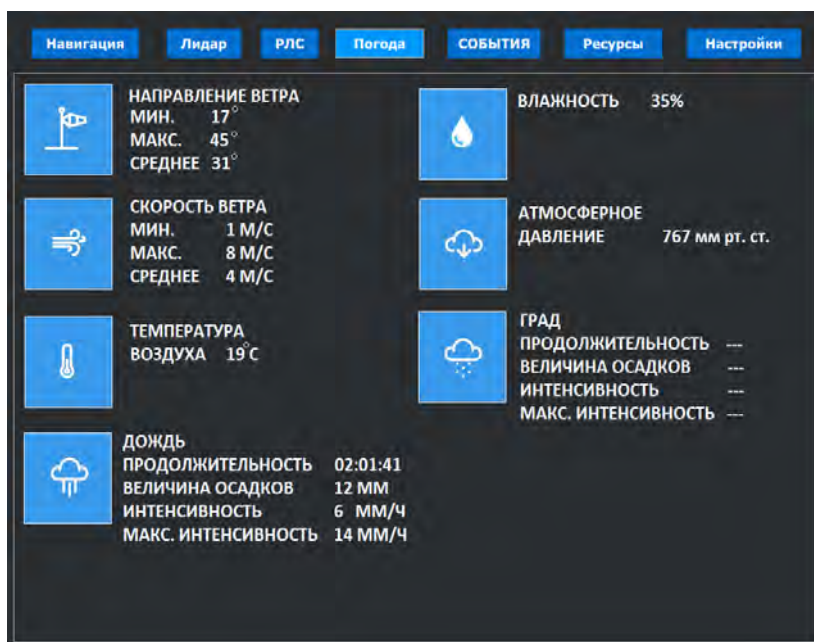 Навигация Лидар РЛС Погода СОБЫТИЯ Ресурсы Настройки
НАПРАВЛЕНИЕ ВЕТРА
МИН. 17°
МАКС. 45°
СРЕДНЕЕ 31°
ВЛАЖНОСТЬ 35%
СКОРОСТЬ ВЕТРА
МИН. 1 М/С
МАКС. 8 М/С
СРЕДНЕЕ 4 М/С
АТМОСФЕРНОЕ
ДАВЛЕНИЕ 767 мм рт. ст.
ТЕМПЕРАТУРА
ВОЗДУХА 19°С
ГРАД
ПРОДОЛЖИТЕЛЬНОСТЬ ---
ВЕЛИЧИНА ОСАДКОВ ---
ИНТЕНСИВНОСТЬ ---
МАКС. ИНТЕНСИВНОСТЬ ---
ДОЖДЬ
ПРОДОЛЖИТЕЛЬНОСТЬ 02:01:41
ВЕЛИЧИНА ОСАДКОВ 12 ММ
ИНТЕНСИВНОСТЬ 6 ММ/Ч
МАКС. ИНТЕНСИВНОСТЬ 14 ММ/Ч